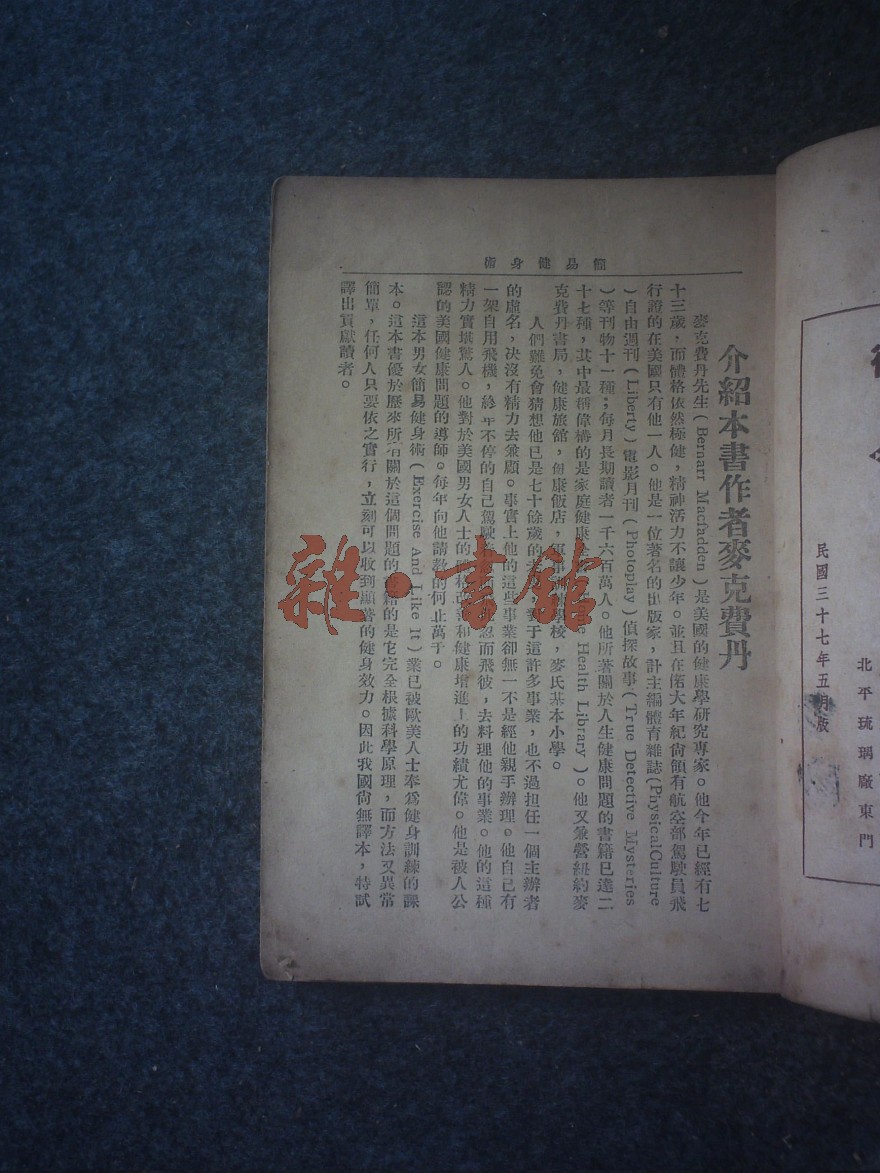 民國三十七年五月版
北平琉璃廠東門
簡易健身術
介紹本書作者麥克費丹
麥克費丹先生(Bernarr Macfadden)是美國的健康學研究專家。他今年已經有七
十三歲,而體格依然極健,精神活力不讓少年。並且在偌大年紀尙領有航空部駕駛員飛
行證的在美國只有他一人。他是一位著名的出版家,計主編體育雜誌(PhysicalCulture
)自由週刊(Liberty)電影月刊(Photoplay)偵探故事(True Detective Mysteries
)等刊物十一種;每月長期讀者一千六百萬人。他所著關於人生健康問題的書籍已達二
十七種,其中最稱偉構的是家庭健康 Health Library)。他又兼營紐約麥
克費丹書局,健康旅館,健康飯店, 學校,麥氏基本小學。
人們難免會猜想他已是七十餘歲的 對于這許多事業,也不過担任一個主辦者
的虛名,決沒有精力去兼顧。事實上他的這些事業卻無一不是經他親手辦理。他自己有
一架自用飛機,終年不停的自己駕駛 忽而飛彼,去料理他的事業。他的這種
精力實堪驚人。他對於美國男女人士的 和健康增進上的功績尤偉。他是被人公
認的美國健康問題的導師。每年向他請教的何止萬千。
這本男女簡易健身術(Exercise And Like It)業已被歐美人士奉爲健身訓練的課
本。這本書優於歷來所有關於這個問題的書籍的是它完全根據科學原理,而方法又異常
簡單,任何人只要依之實行,立刻可以收到顯著的健身效力。因此我國尙無譯本,特試
譯出貢獻讀者。
雜·書館